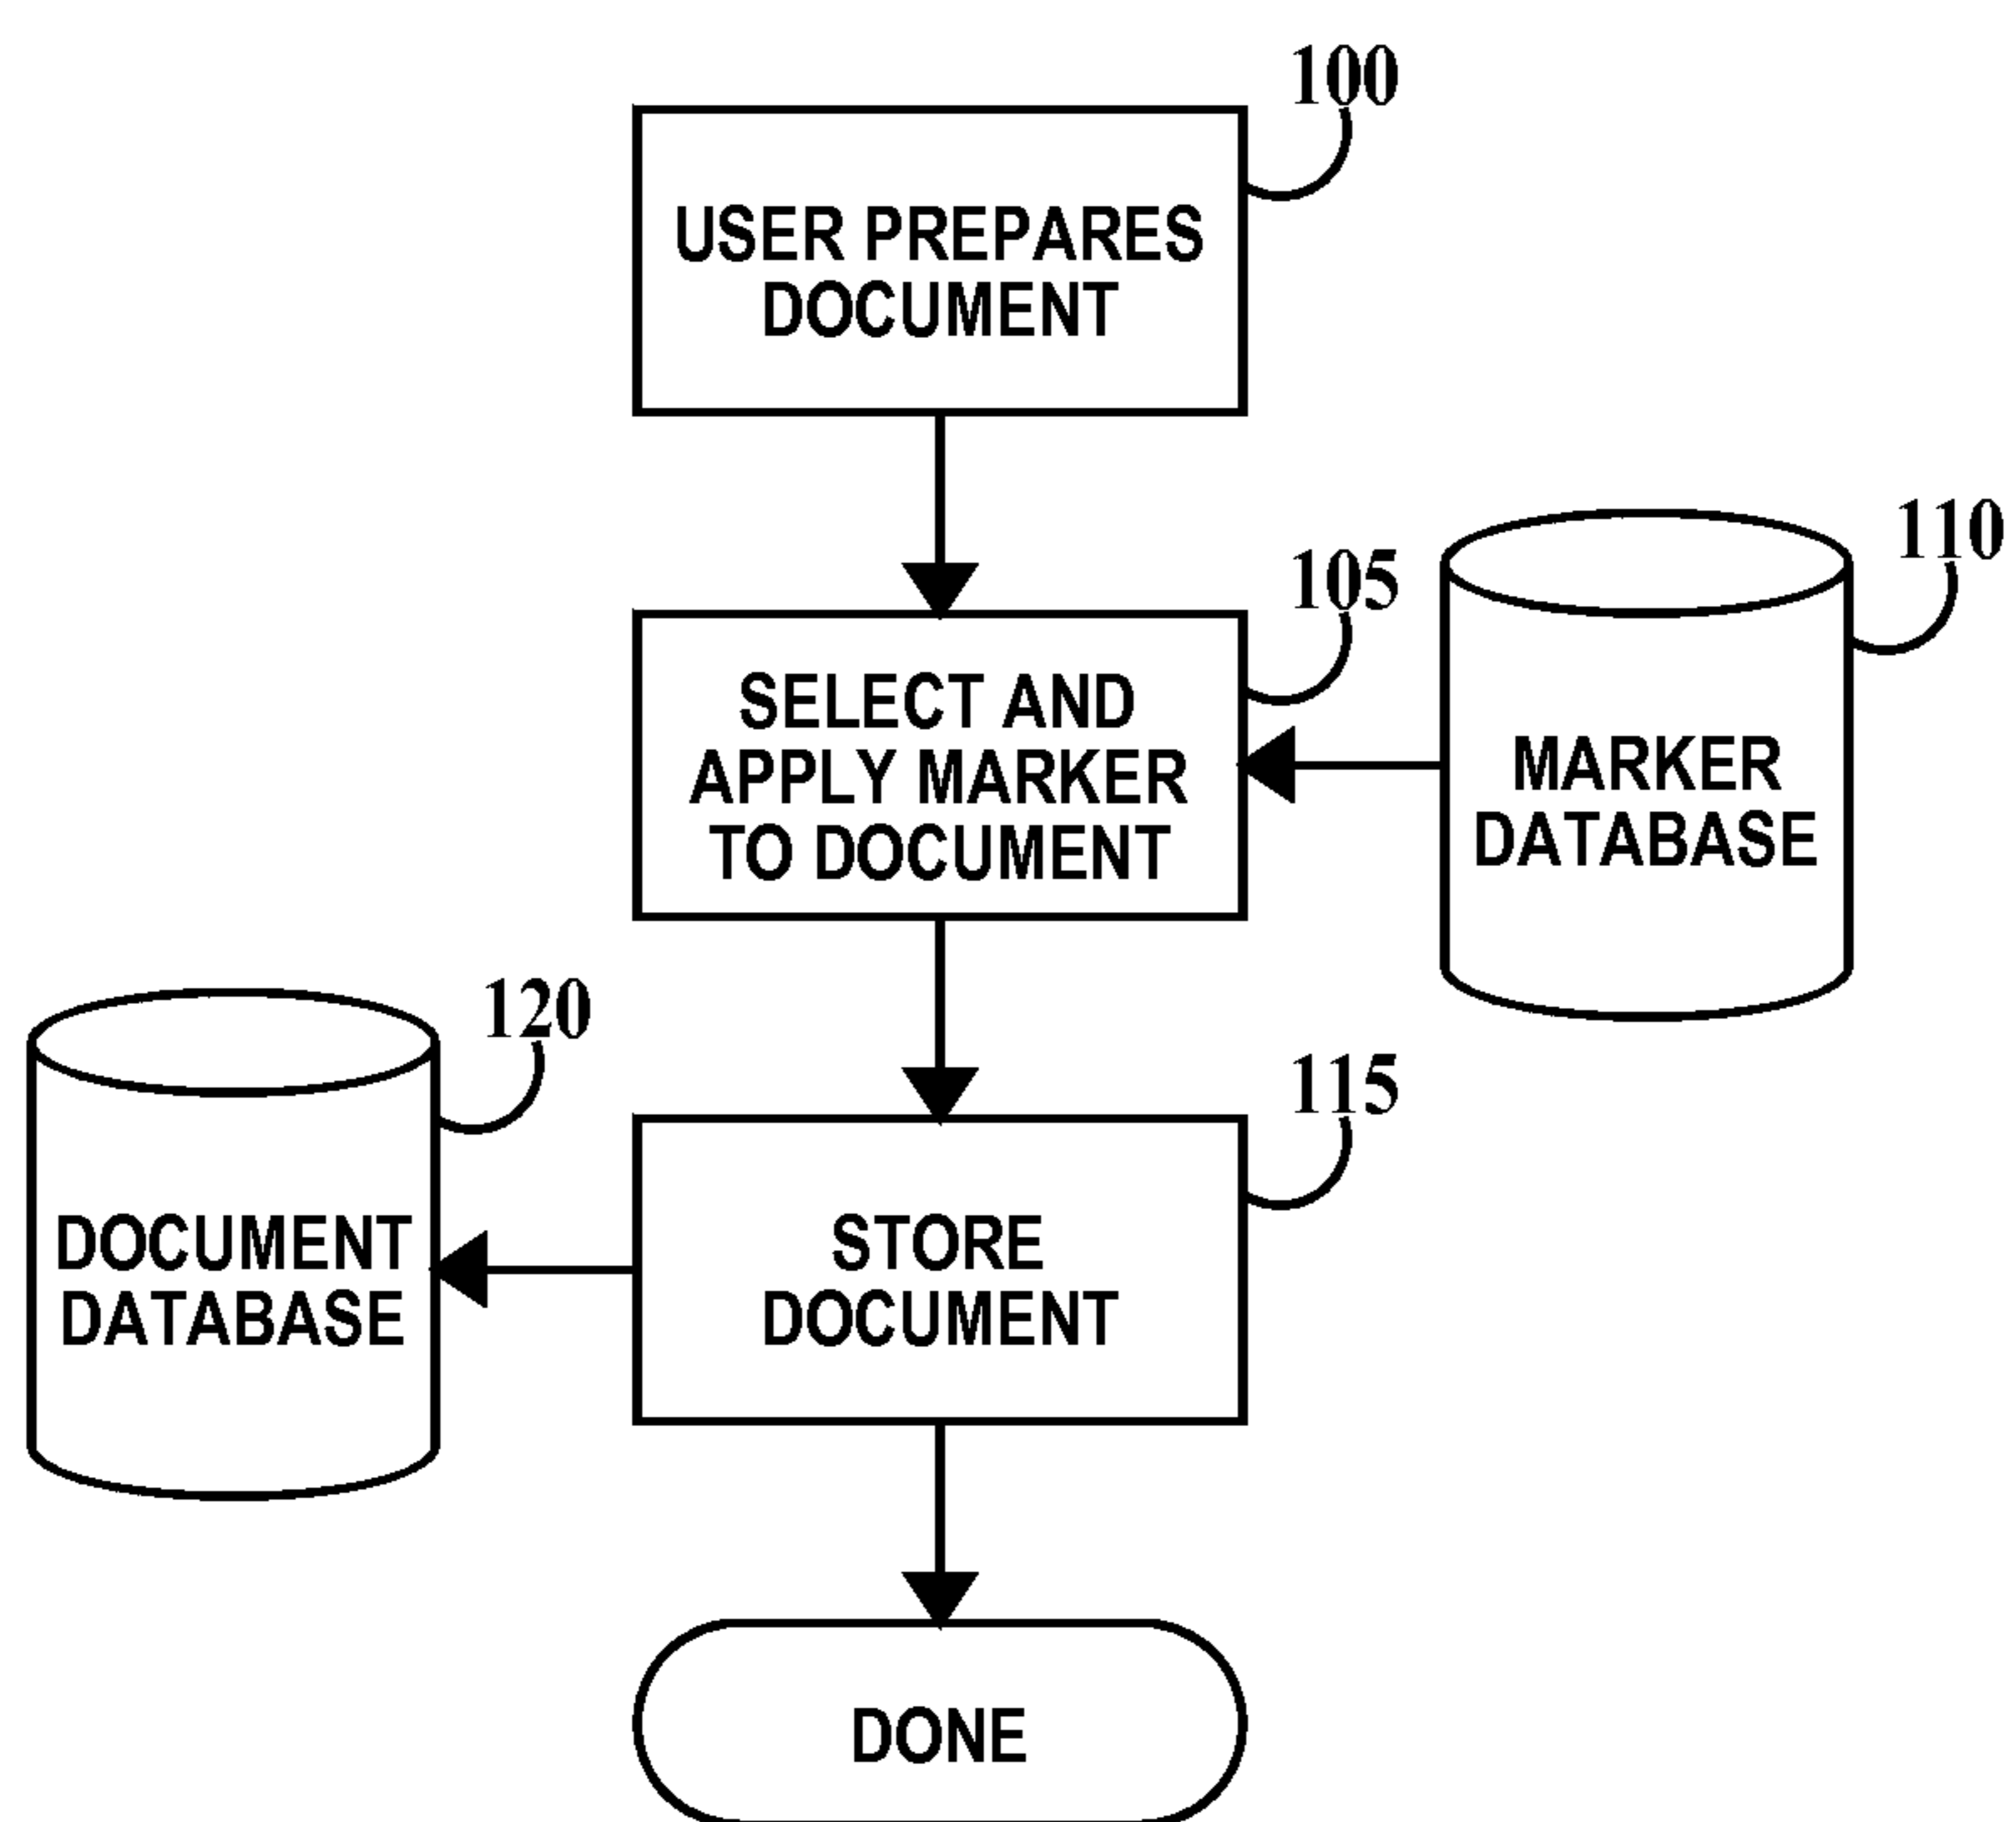 100
USER PREPARES
DOCUMENT
105
SELECT AND
APPLY MARKER
TO DOCUMENT
110
MARKER
DATABASE
120
DOCUMENT
DATABASE
115
STORE
DOCUMENT
DONE